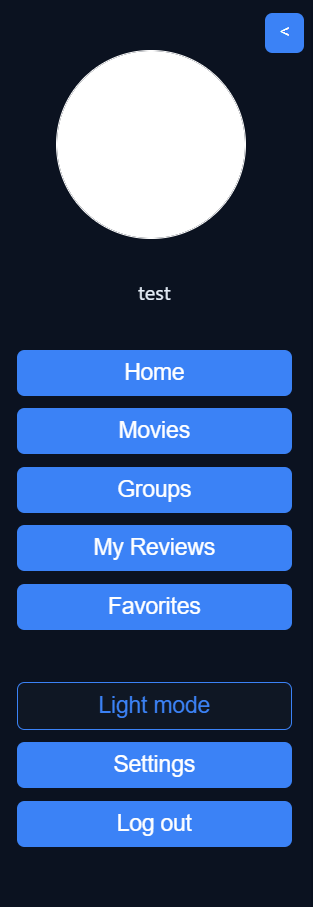 <
test
Home
Movies
Groups
My Reviews
Favorites
Light mode
Settings
Log out